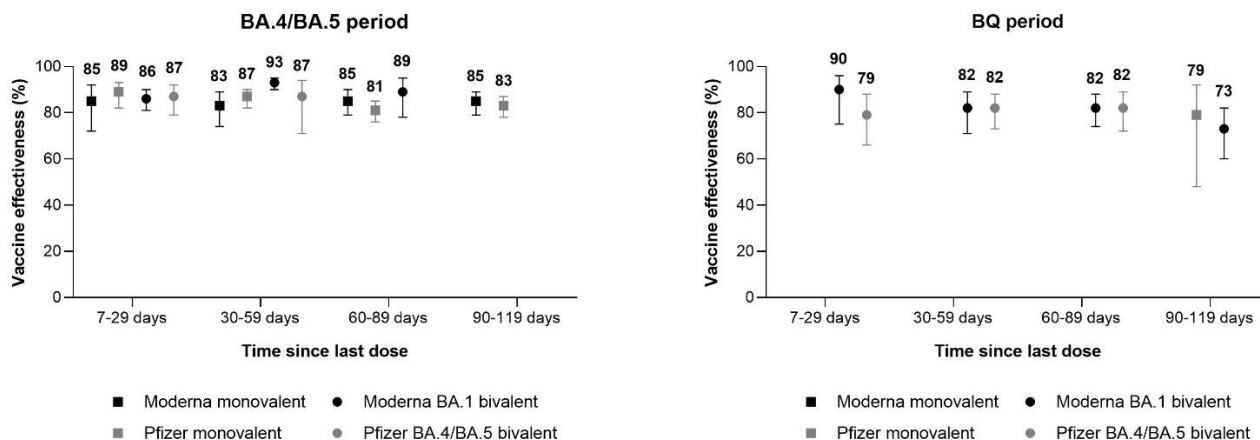 BA.4/BA.5 period
85 89 86 87 83 87 93 87 85 81 89 85 83
100
80
60
40
20
0
Vaccine effectiveness (%)
7-29 days 30-59 days 60-89 days 90-119 days
Time since last dose
Moderna monovalent Moderna BA.1 bivalent
Pfizer monovalent Pfizer BA.4/BA.5 bivalent
BQ period
90 79 82 82 82 82 79 73
100
80
60
40
20
0
Vaccine effectiveness (%)
7-29 days 30-59 days 60-89 days 90-119 days
Time since last dose
Moderna monovalent Moderna BA.1 bivalent
Pfizer monovalent Pfizer BA.4/BA.5 bivalent